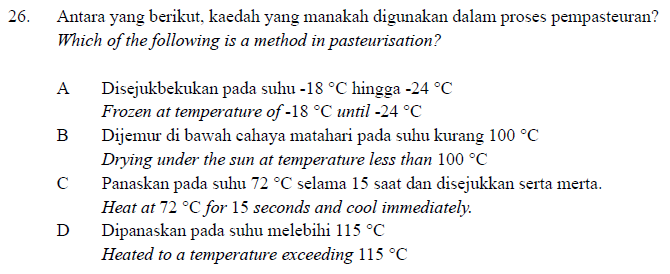 26. Antara yang berikut, kaedah yang manakah digunakan dalam proses pempasteuran?
Which of the following is a method in pasteurisation?
A Disejukbekukan pada suhu -18 °C hingga -24 °C
Frozen at temperature of -18 °C until -24 °C
B Dijemur di bawah cahaya matahari pada suhu kurang 100 °C
Drying under the sun at temperature less than 100 °C
C Panaskan pada suhu 72 °C selama 15 saat dan disejukkan serta merta.
Heat at 72 °C for 15 seconds and cool immediately.
D Dipanaskan pada suhu melebihi 115 °C
Heated to a temperature exceeding 115 °C